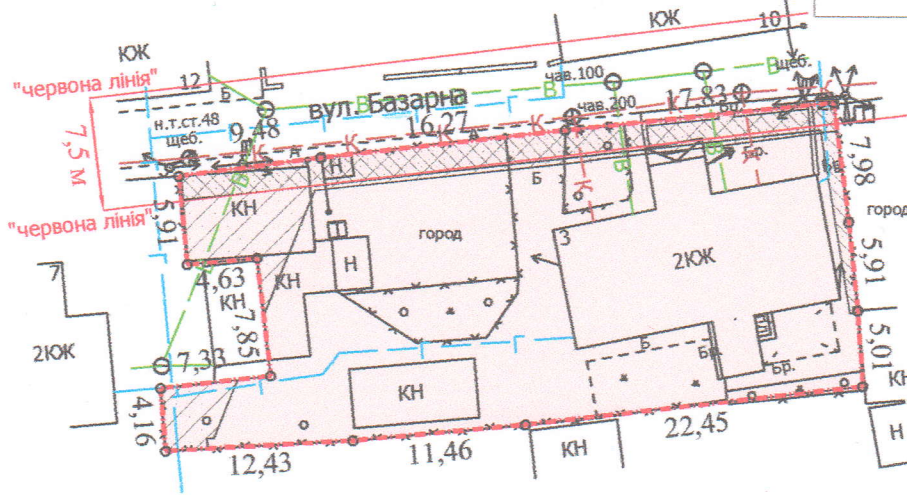 КЖ
10
КЖ
"червона лінія"
12
Б
чав.100
В
щеб.
В
вул. Базарна
В
Г
н.т.ст.48
щеб.
9,48
16,27
чав.200
17,83
7,5 м
К
К
К
7,98
Н
КН
Б
Бр.
5,91
"червона лінія"
город
3
2КЖ
город
5,91
7
4,63
КН
КН
Н
7,85
2КЖ
7,33
Г
Г
Б
Бр.
Бр.
5,01
КН
4,16
КН
22,45
12,43
11,46
КН
Н